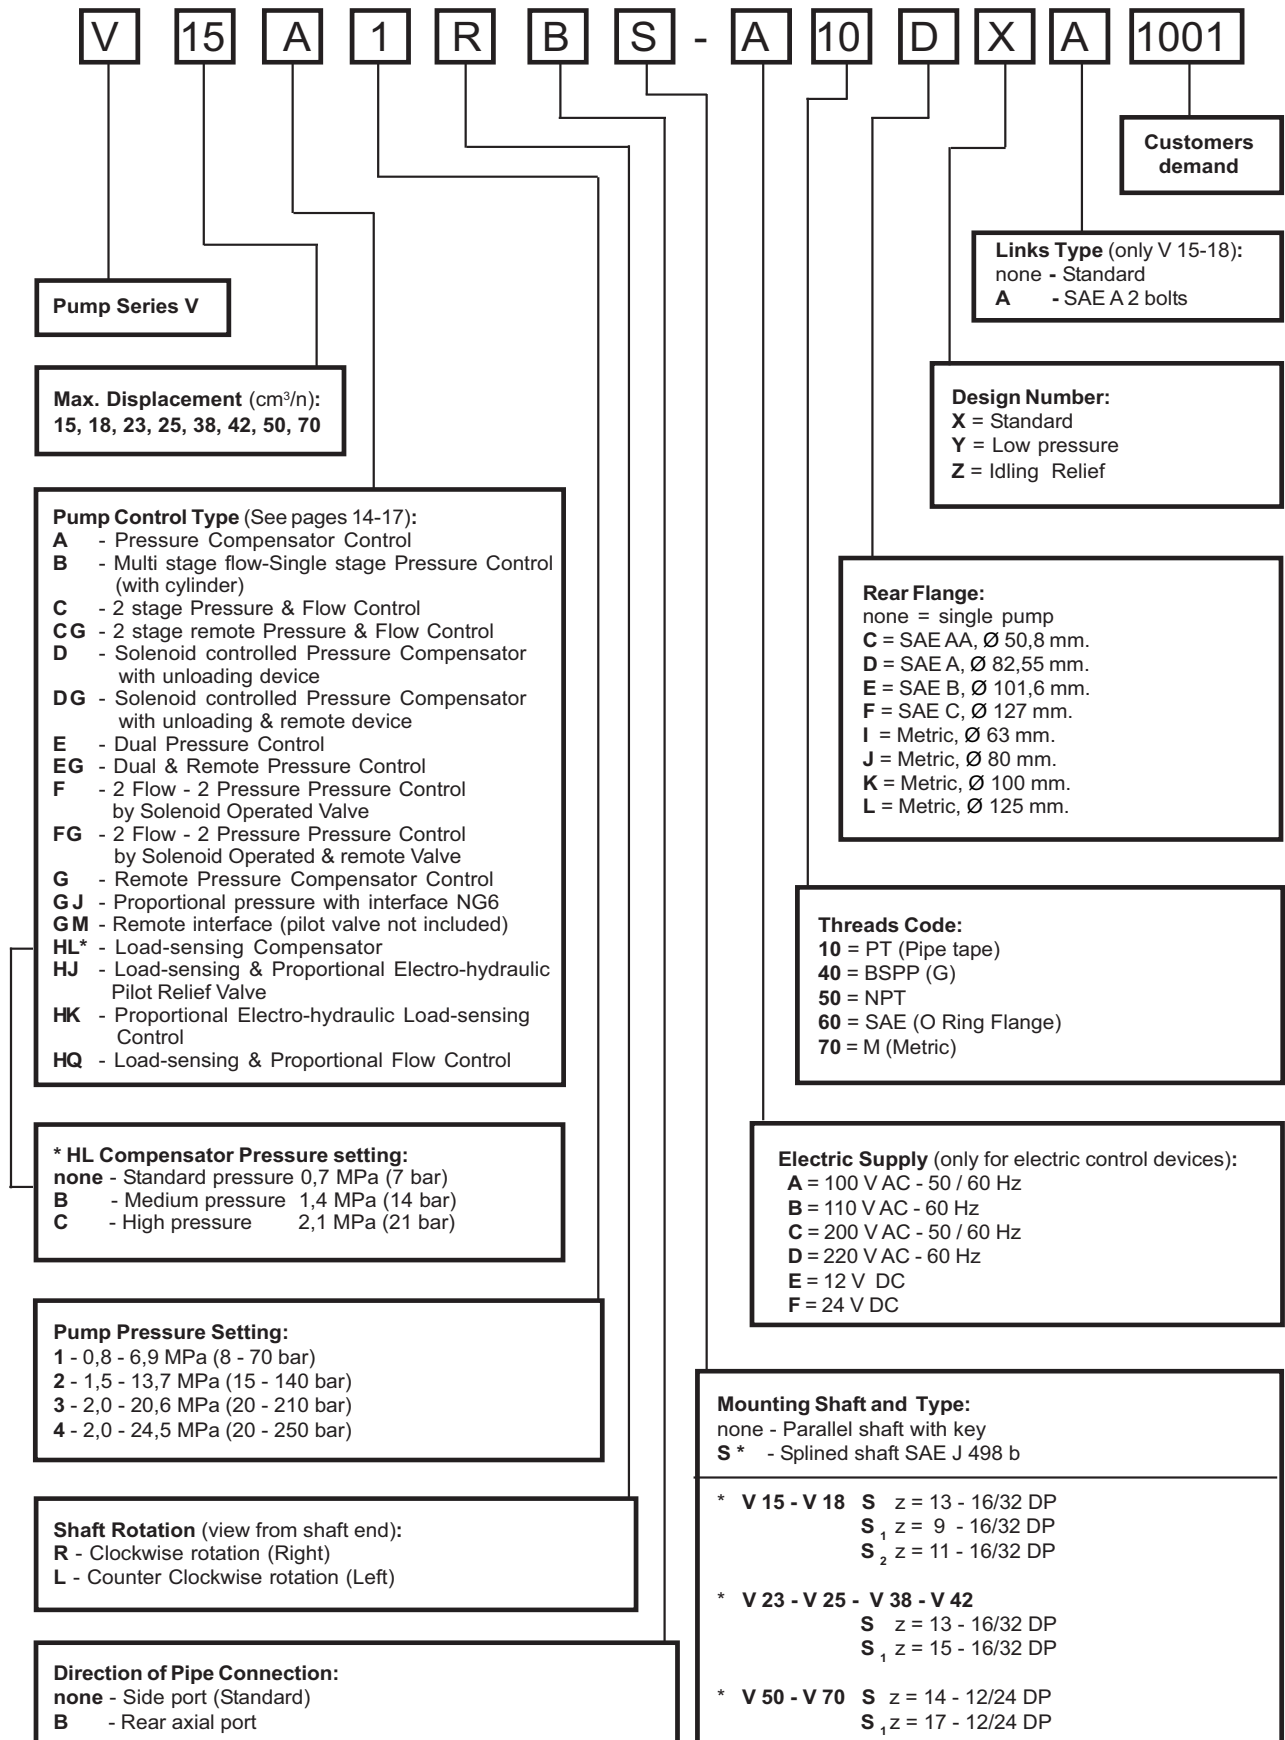 V 15 A 1 R B S - A 10 D X A 1001
Customers
demand
Links Type (only V 15-18):
none - Standard
A - SAE A 2 bolts
Pump Series V
Max. Displacement (cm³/n):
15, 18, 23, 25, 38, 42, 50, 70
Design Number:
X = Standard
Y = Low pressure
Z = Idling Relief
Pump Control Type (See pages 14-17):
A - Pressure Compensator Control
B - Multi stage flow-Single stage Pressure Control
(with cylinder)
C - 2 stage Pressure & Flow Control
CG - 2 stage remote Pressure & Flow Control
D - Solenoid controlled Pressure Compensator
with unloading device
DG - Solenoid controlled Pressure Compensator
with unloading & remote device
E - Dual Pressure Control
EG - Dual & Remote Pressure Control
F - 2 Flow - 2 Pressure Pressure Control
by Solenoid Operated Valve
FG - 2 Flow - 2 Pressure Pressure Control
by Solenoid Operated & remote Valve
G - Remote Pressure Compensator Control
GJ - Proportional pressure with interface NG6
GM - Remote interface (pilot valve not included)
HL* - Load-sensing Compensator
HJ - Load-sensing & Proportional Electro-hydraulic
Pilot Relief Valve
HK - Proportional Electro-hydraulic Load-sensing
Control
HQ - Load-sensing & Proportional Flow Control
Rear Flange:
none = single pump
C = SAE AA, Ø 50,8 mm.
D = SAE A, Ø 82,55 mm.
E = SAE B, Ø 101,6 mm.
F = SAE C, Ø 127 mm.
I = Metric, Ø 63 mm.
J = Metric, Ø 80 mm.
K = Metric, Ø 100 mm.
L = Metric, Ø 125 mm.
Threads Code:
10 = PT (Pipe tape)
40 = BSPP (G)
50 = NPT
60 = SAE (O Ring Flange)
70 = M (Metric)
* HL Compensator Pressure setting:
none - Standard pressure 0,7 MPa (7 bar)
B - Medium pressure 1,4 MPa (14 bar)
C - High pressure 2,1 MPa (21 bar)
Electric Supply (only for electric control devices):
A = 100 V AC - 50 / 60 Hz
B = 110 V AC - 60 Hz
C = 200 V AC - 50 / 60 Hz
D = 220 V AC - 60 Hz
E = 12 V DC
F = 24 V DC
Pump Pressure Setting:
1 - 0,8 - 6,9 MPa (8 - 70 bar)
2 - 1,5 - 13,7 MPa (15 - 140 bar)
3 - 2,0 - 20,6 MPa (20 - 210 bar)
4 - 2,0 - 24,5 MPa (20 - 250 bar)
Mounting Shaft and Type:
none - Parallel shaft with key
S * - Splined shaft SAE J 498 b
* V 15 - V 18 S z = 13 - 16/32 DP
S 1 z = 9 - 16/32 DP
S 2 z = 11 - 16/32 DP
* V 23 - V 25 - V 38 - V 42
S z = 13 - 16/32 DP
S 1 z = 15 - 16/32 DP
* V 50 - V 70 S z = 14 - 12/24 DP
S 1 z = 17 - 12/24 DP
Shaft Rotation (view from shaft end):
R - Clockwise rotation (Right)
L - Counter Clockwise rotation (Left)
Direction of Pipe Connection:
none - Side port (Standard)
B - Rear axial port